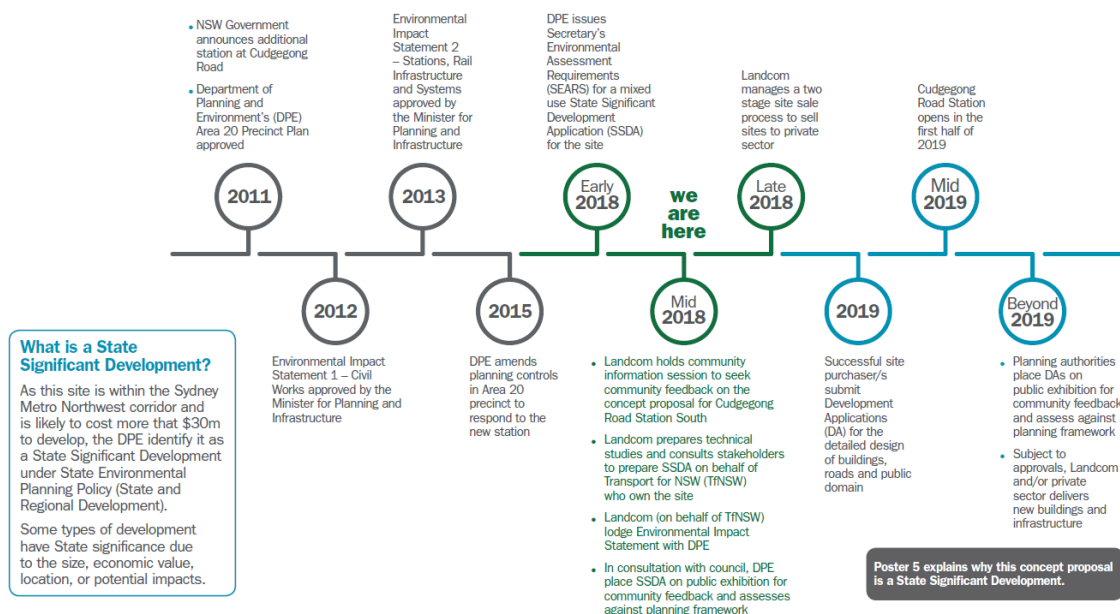 • NSW Government
announces additional
station at Cudgegong
Road
• Department of
Planning and
Environment's (DPE)
Area 20 Precinct Plan
approved
2011
Environmental
Impact
Statement 2
– Stations, Rail
Infrastructure
and Systems
approved by
the Minister for
Planning and
Infrastructure
2013
DPE issues
Secretary's
Environmental
Assessment
Requirements
(SEARS) for a mixed
use State Significant
Development
Application (SSDA)
for the site
Early
2018
we
are
here
Landcom
manages a two
stage site sale
process to sell
sites to private
sector
Late
2018
Cudgegong
Road Station
opens in the
first half of
2019
Mid
2019
2012
Environmental Impact
Statement 1 – Civil
Works approved by the
Minister for Planning and
Infrastructure
2015
DPE amends
planning controls
in Area 20
precinct to
respond to the
new station
Mid
2018
• Landcom holds community
information session to seek
community feedback on the
concept proposal for Cudgegong
Road Station South
• Landcom prepares technical
studies and consults stakeholders
to prepare SSDA on behalf of
Transport for NSW (TfNSW)
who own the site
• Landcom (on behalf of TfNSW)
lodge Environmental Impact
Statement with DPE
• In consultation with council, DPE
place SSDA on public exhibition for
community feedback and assesses
against planning framework
2019
Successful site
purchaser/s
submit
Development
Applications
(DA) for the
detailed design
of buildings,
roads and public
domain
Beyond
2019
• Planning authorities
place DAs on
public exhibition for
community feedback
and assess against
planning framework
• Subject to
approvals, Landcom
and/or private
sector delivers
new buildings and
infrastructure
What is a State
Significant Development?
As this site is within the Sydney
Metro Northwest corridor and
is likely to cost more that $30m
to develop, the DPE identify it as
a State Significant Development
under State Environmental
Planning Policy (State and
Regional Development).
Some types of development
have State significance due
to the size, economic value,
location, or potential impacts.
Poster 5 explains why this concept proposal
is a State Significant Development.